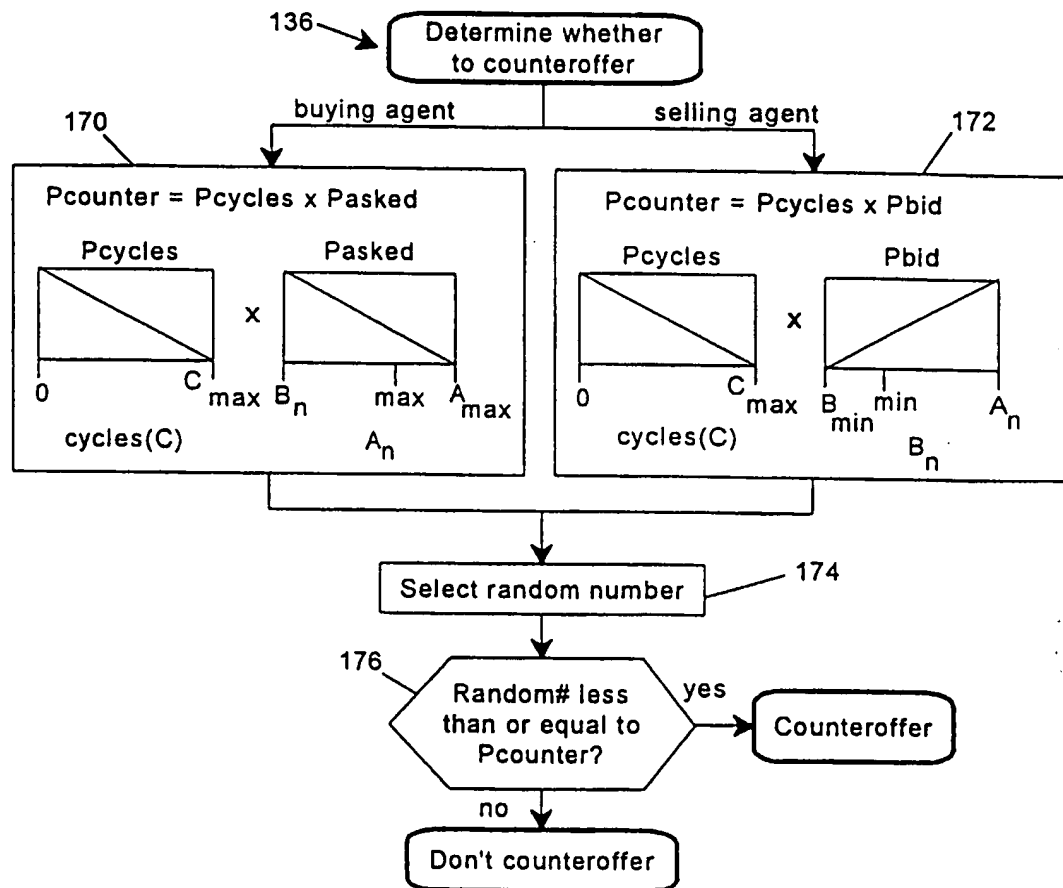 136
Determine whether
to counteroffer
buying agent
selling agent
170
172
Pcounter = Pcycles x Pasked
Pcycles
Pasked
x
0
C max
B n
max
A max
cycles(C)
A n
Pcounter = Pcycles x Pbid
Pcycles
Pbid
x
0
C max
B min
min
A n
cycles(C)
B n
Select random number
174
176
Random# less
than or equal to
Pcounter?
yes
Counteroffer
no
Don't counteroffer